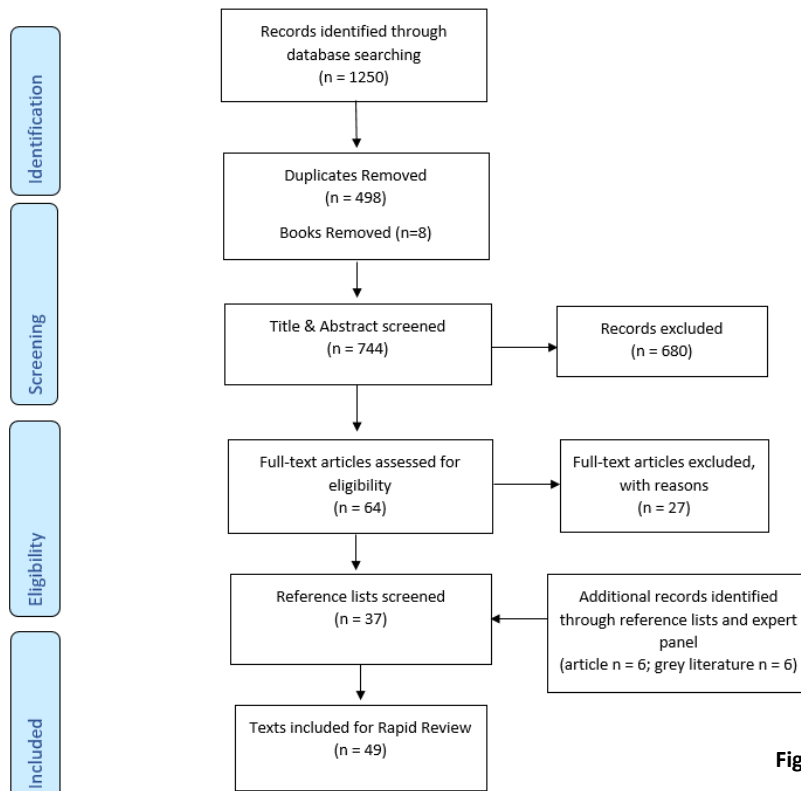 Identification
Records identified through
database searching
(n = 1250)
Duplicates Removed
(n = 498)
Books Removed (n=8)
Screening
Title & Abstract screened
(n = 744)
Records excluded
(n = 680)
Eligibility
Full-text articles assessed for
eligibility
(n = 64)
Full-text articles excluded,
with reasons
(n = 27)
Reference lists screened
(n = 37)
Additional records identified
through reference lists and expert
panel
(article n = 6; grey literature n = 6)
Included
Texts included for Rapid Review
(n = 49)
Fig